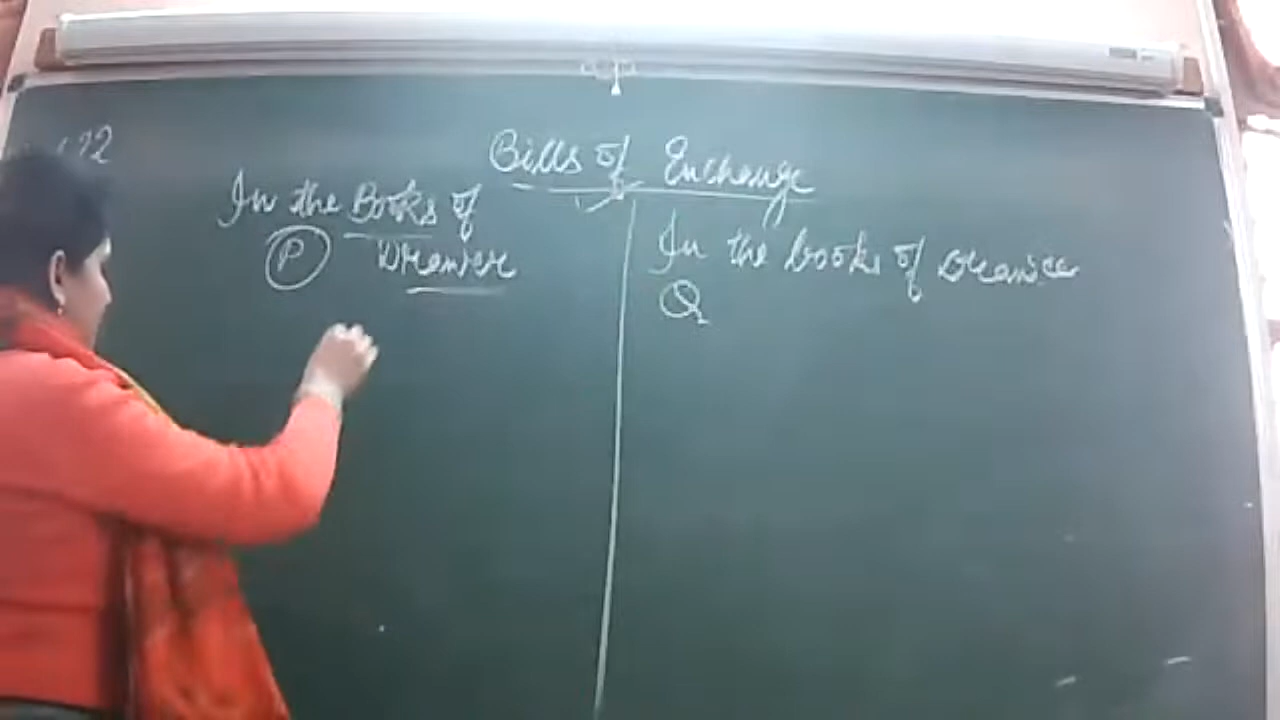 Bills of Exchange
In the Books of
P Drawer
In the books of Drawee
Q